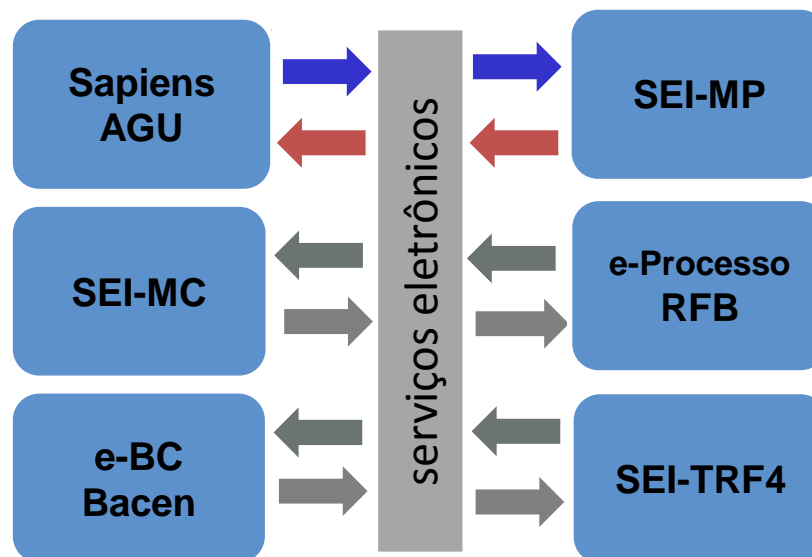 Sapiens
AGU
SEI-MC
e-BC
Bacen
serviços eletrônicos
SEI-MP
e-Processo
RFB
SEI-TRF4